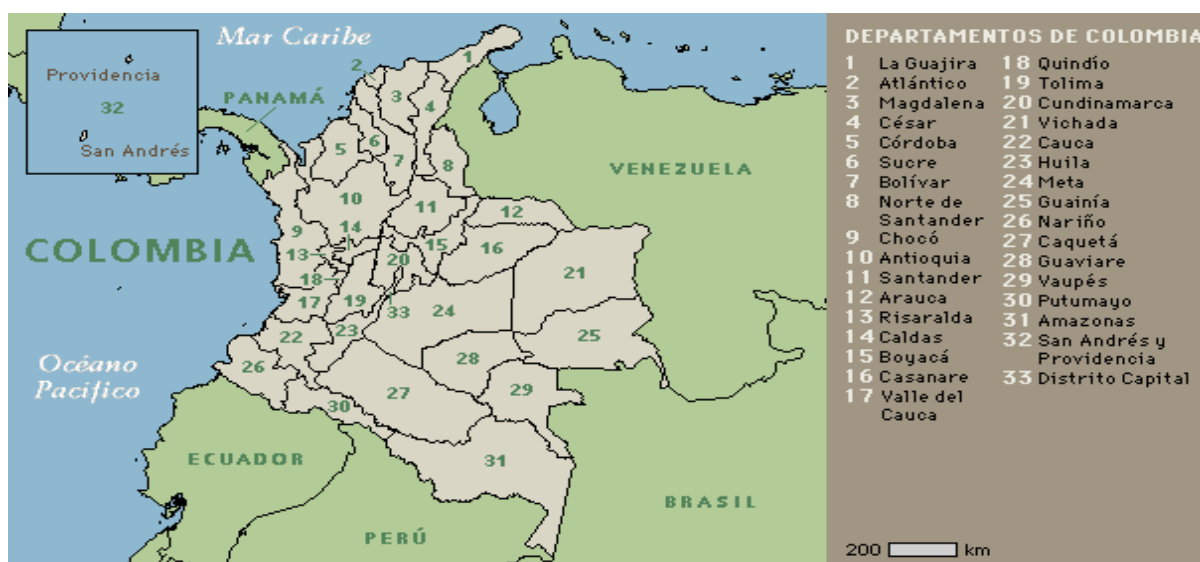 Mar Caribe
Providencia
32
San Andrés
PANAMÁ
VENEZUELA
COLOMBIA
Océano
Pacífico
ECUADOR
PERÚ
BRASIL
1
2
3
4
5
6
7
8
9
10
11
12
13
14
15
16
17
18
19
20
21
22
23
24
25
26
27
28
29
30
31
33
DEPARTAMENTOS DE COLOMBIA
1 La Guajira
2 Atlántico
3 Magdalena
4 César
5 Córdoba
6 Sucre
7 Bolívar
8 Norte de
Santander
9 Chocó
10 Antioquia
11 Santander
12 Arauca
13 Risaralda
14 Caldas
15 Boyacá
16 Casanare
17 Valle del
Cauca
18 Quindío
19 Tolima
20 Cundinamarca
21 Vichada
22 Cauca
23 Huila
24 Meta
25 Guainía
26 Nariño
27 Caquetá
28 Guaviare
29 Vaupés
30 Putumayo
31 Amazonas
32 San Andrés y
Providencia
33 Distrito Capital
200 km